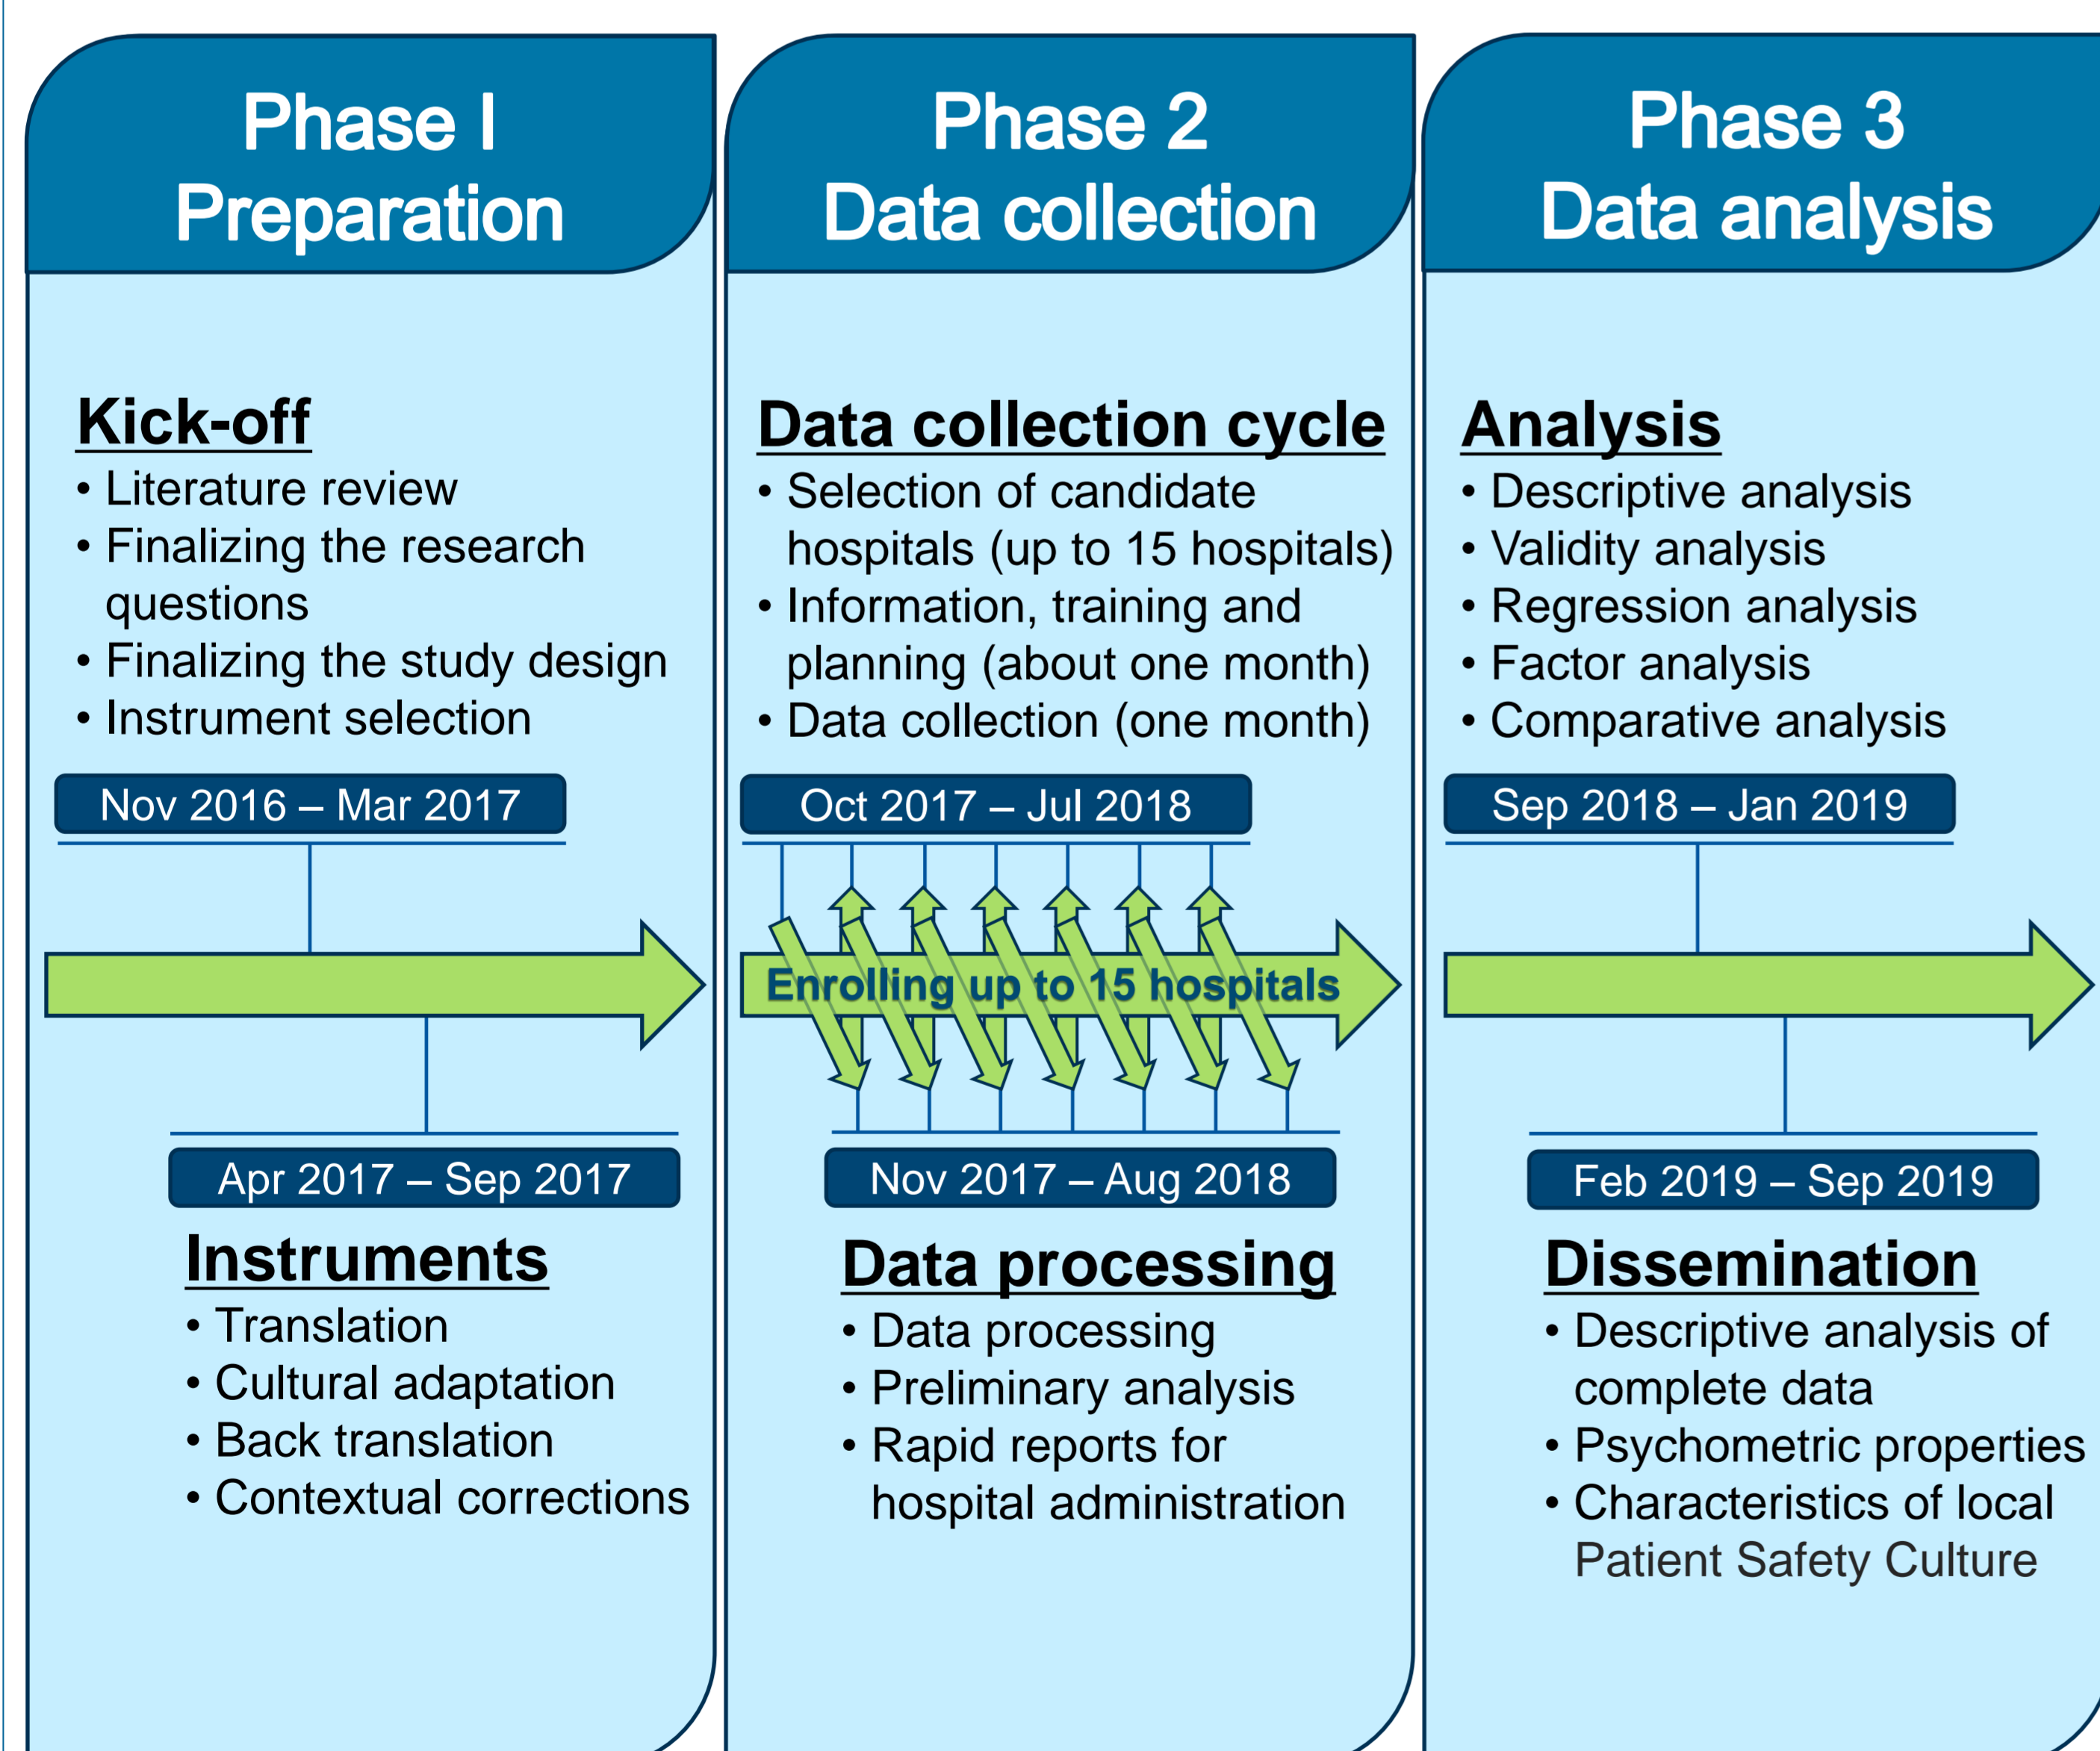 Phase I
Preparation
Kick-off
• Literature review
• Finalizing the research
questions
• Finalizing the study design
• Instrument selection
Nov 2016 – Mar 2017
Apr 2017 – Sep 2017
Instruments
• Translation
• Cultural adaptation
• Back translation
• Contextual corrections
Phase 2
Data collection
Data collection cycle
• Selection of candidate
hospitals (up to 15 hospitals)
• Information, training and
planning (about one month)
• Data collection (one month)
Oct 2017 – Jul 2018
Enrolling up to 15 hospitals
Nov 2017 – Aug 2018
Data processing
• Data processing
• Preliminary analysis
• Rapid reports for
hospital administration
Phase 3
Data analysis
Analysis
• Descriptive analysis
• Validity analysis
• Regression analysis
• Factor analysis
• Comparative analysis
Sep 2018 – Jan 2019
Feb 2019 – Sep 2019
Dissemination
• Descriptive analysis of
complete data
• Psychometric properties
• Characteristics of local
Patient Safety Culture